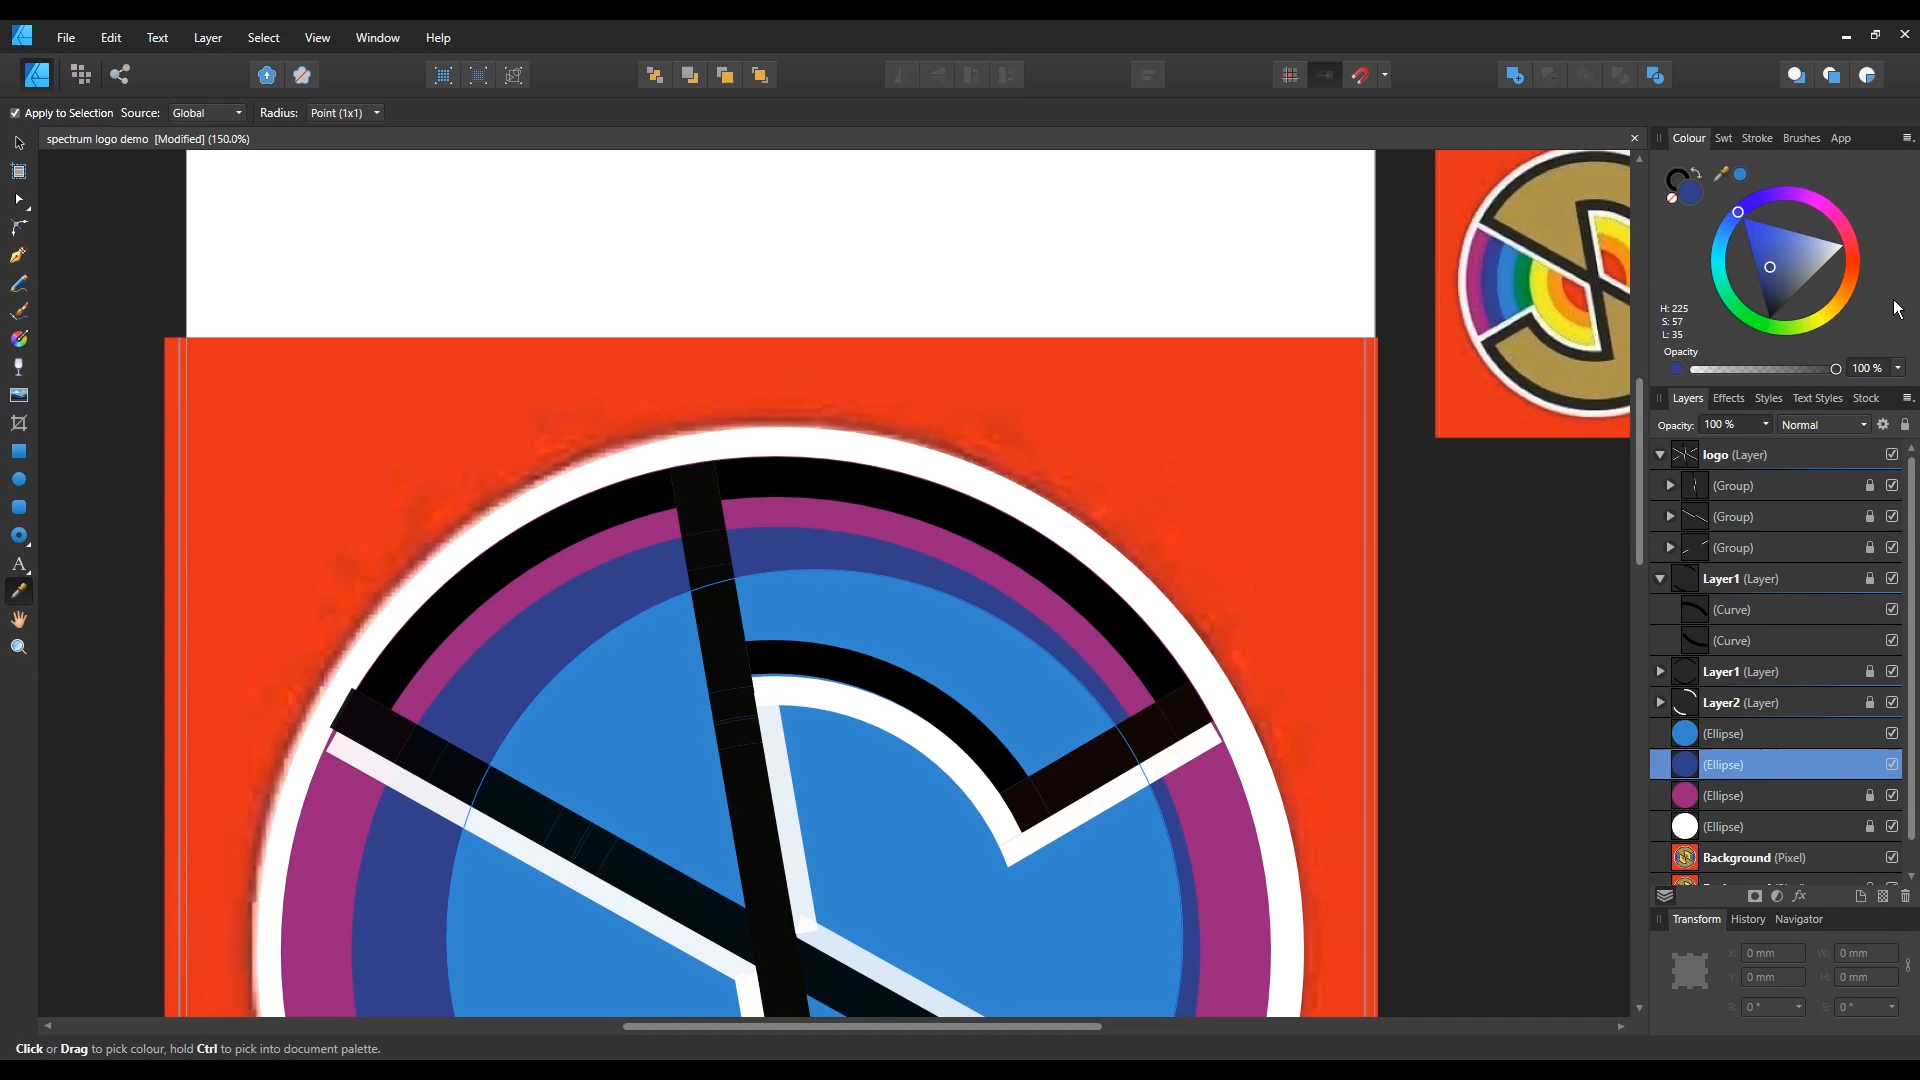 File Edit Text Layer Select View Window Help
Apply to Selection Source: Global Radius: Point (1x1)
spectrum logo demo [Modified] (150.0%)
Colour Swt Stroke Brushes App
H: 225
S: 57
L: 35
Opacity
100 %
Layers Effects Styles Text Styles Stock
Opacity: 100 % Normal
logo (Layer)
(Group)
(Group)
(Group)
Layer1 (Layer)
(Curve)
(Curve)
Layer1 (Layer)
Layer2 (Layer)
(Ellipse)
(Ellipse)
(Ellipse)
(Ellipse)
Background (Pixel)
fx
Transform History Navigator
X: 0 mm W: 0 mm
Y: 0 mm H: 0 mm
R: 0 ° S: 0 °
A
Click or Drag to pick colour, hold Ctrl to pick into document palette.